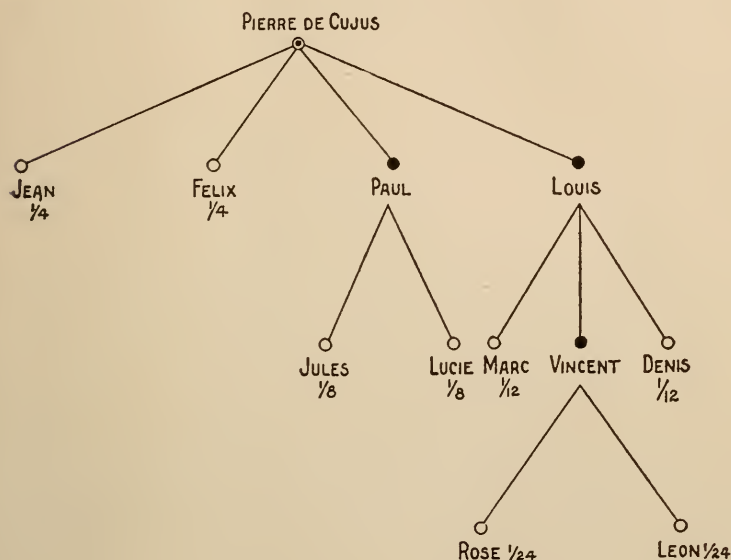 PIERRE DE CUJUS
JEAN
1/4
FELIX
1/4
PAUL
LOUIS
JULES
1/8
LUCIE
1/8
MARC
1/12
VINCENT
DENIS
1/12
ROSE 1/24
LEON 1/24